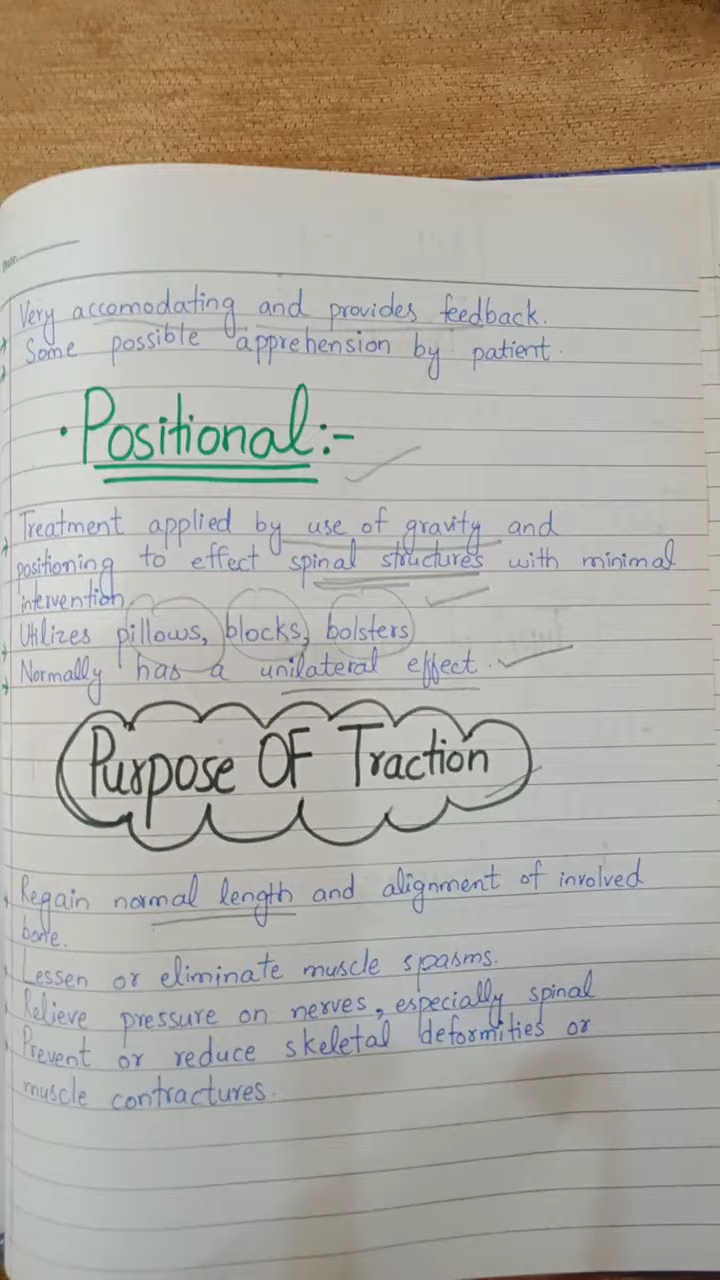 Date.
Very accomodating and provides feedback.
Some possible apprehension by patient.
• Positional:-
Treatment applied by use of gravity and
positioning to effect spinal structures with minimal
intervention
Utilizes pillows, blocks, bolsters
Normally has a unilateral effect.
Purpose OF Traction
Regain normal length and alignment of involved
bone.
Lessen or eliminate muscle spasms.
Relieve pressure on nerves, especially spinal
Prevent or reduce skeletal deformities or
muscle contractures.